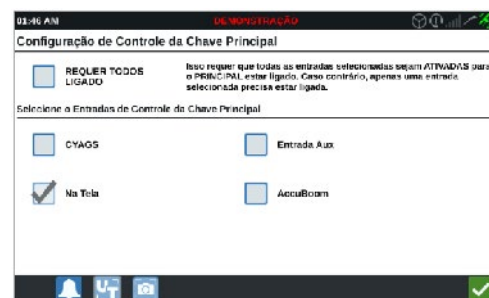 01:46 AM
DEMONSTRAÇÃO
Configuração de Controle da Chave Principal
REQUER TODOS
LIGADO
Isso requer que todas as entradas selecionadas sejam ATIVADAS para
o PRINCIPAL estar ligado. Caso contrário, apenas uma entrada
selecionada precisa estar ligada.
Selecione o Entradas de Controle da Chave Principal
CYAGS
Entrada Aux
Na Tela
AccuBoom
UT